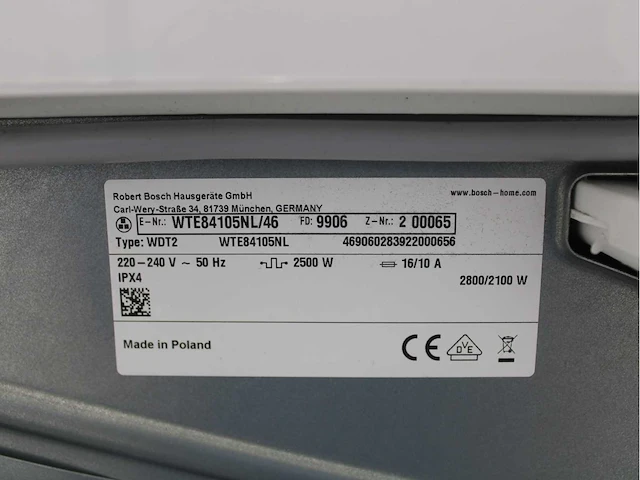 Robert Bosch Hausgeräte GmbH
www.bosch-home.com
Carl-Wery-Straße 34, 81739 München, GERMANY
E-Nr.: WTE84105NL/46 FD: 9906 Z-Nr.: 2 00065
Type: WDT2 WTE84105NL 469060283922000656
220-240 V ~ 50 Hz 2500 W 16/10 A
IPX4
2800/2100 W
Made in Poland CE DVE